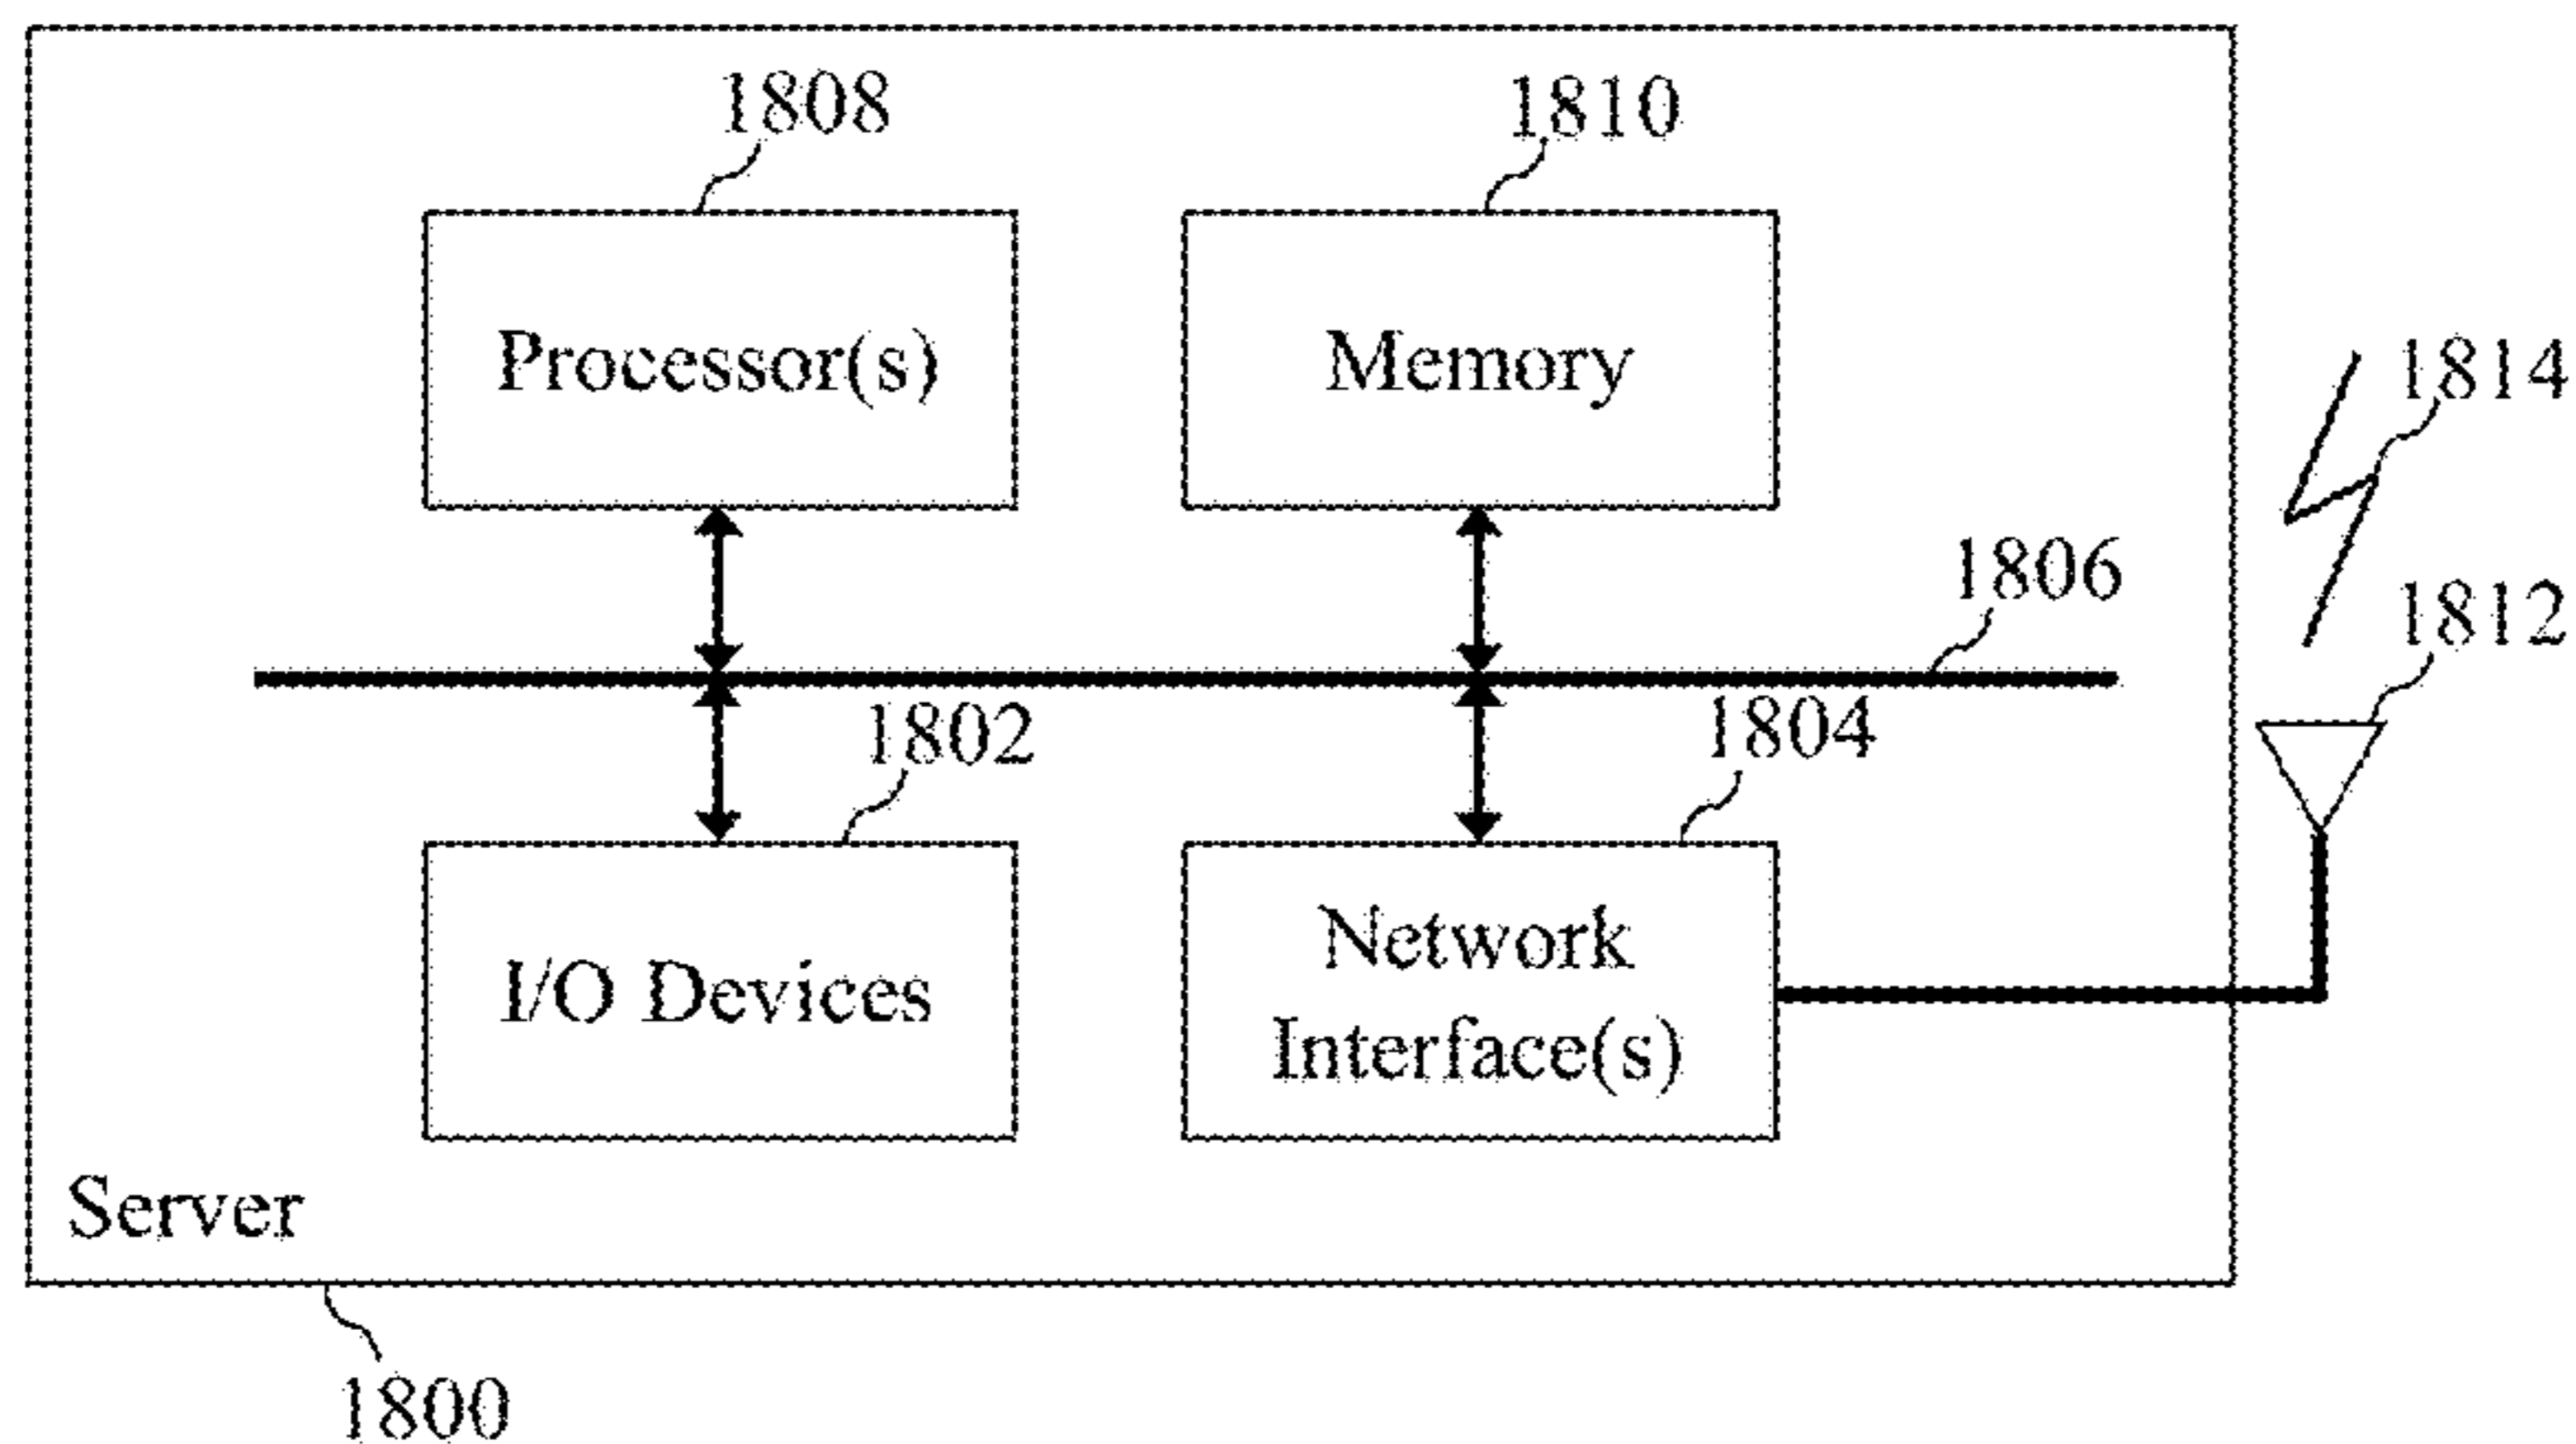 1808
1810
Processor(s)
Memory
1814
1806
1812
1802
1804
I/O Devices
Network
Interface(s)
Server
1800